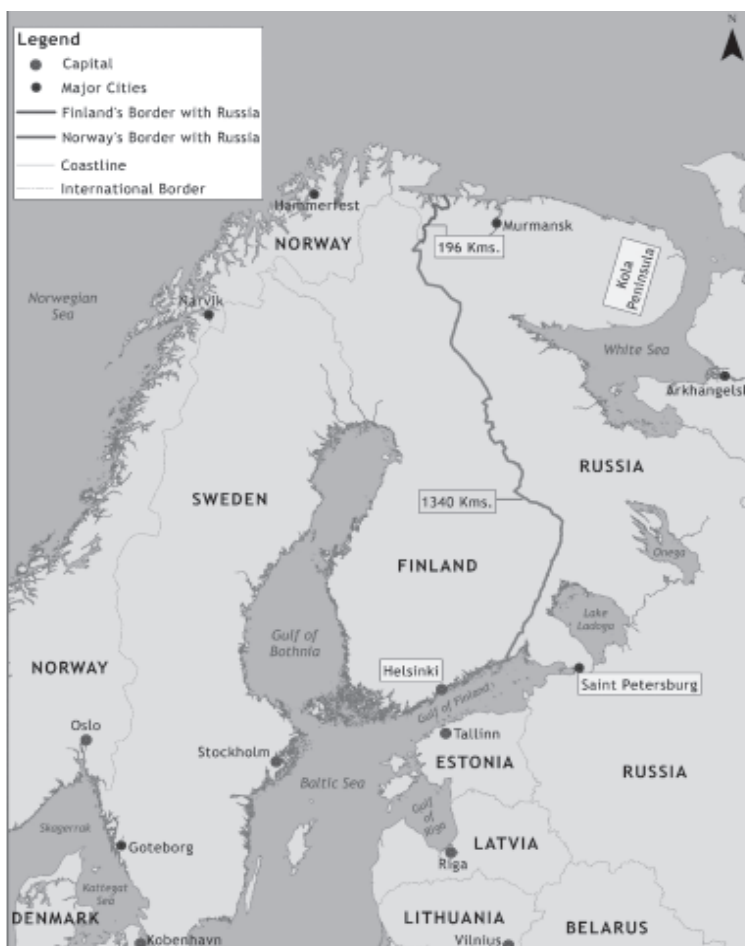 N
Legend
Capital
Major Cities
Finland's Border with Russia
Norway's Border with Russia
Coastline
International Border
Hammerfest
NORWAY
Murmansk
196 Kms.
Kola
Peninsula
Norwegian
Sea
Narvik
White Sea
Arkhangelsk
RUSSIA
SWEDEN
1340 Kms.
Onega
FINLAND
Lake
Ladoga
Gulf of
Bothnia
NORWAY
Helsinki
Gulf of Finland
Saint Petersburg
Oslo
Tallinn
Stockholm
ESTONIA
Baltic Sea
RUSSIA
Gulf
of
Riga
Skagerrak
LATVIA
Goteborg
Riga
Kattegat
Sea
DENMARK
LITHUANIA
BELARUS
Kobenhavn
Vilnius